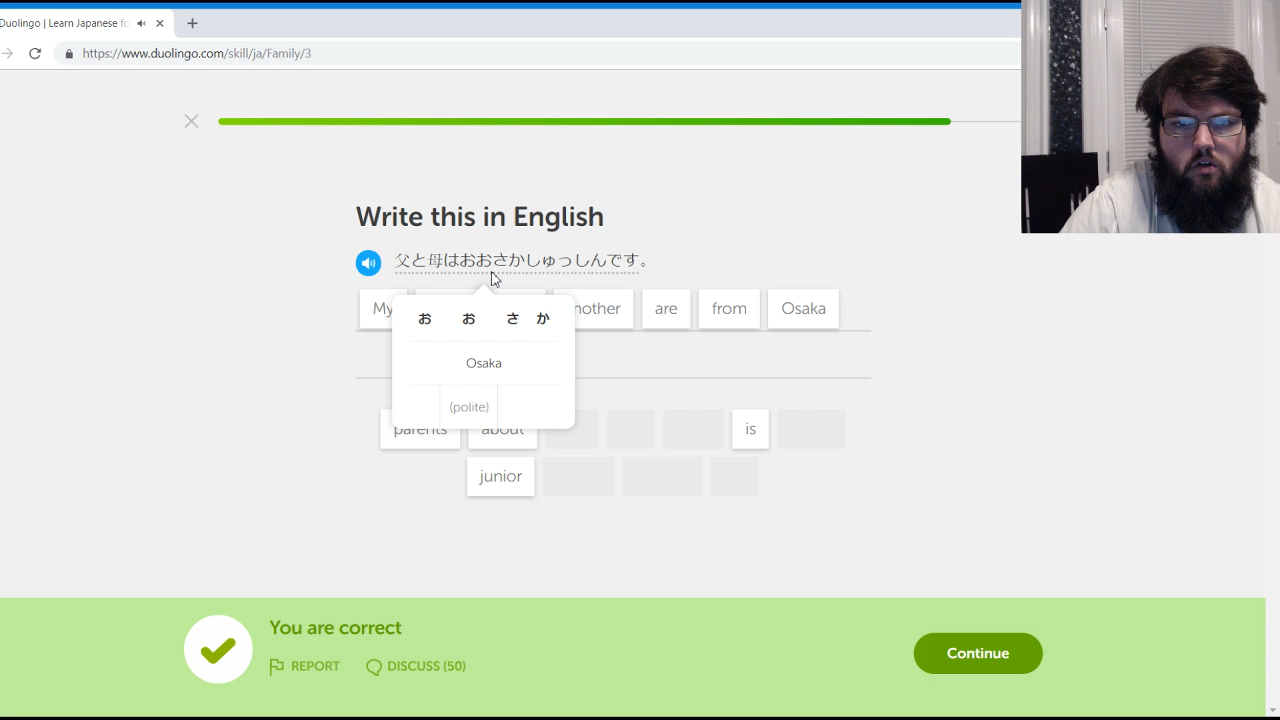 Duolingo | Learn Japanese fo
https://www.duolingo.com/skill/ja/Family/3
Write this in English
父と母はおおさかしゅっしんです。
My mother are from Osaka
お お さ か
Osaka
(polite)
parents about is
junior
You are correct
REPORT DISCUSS (50)
Continue